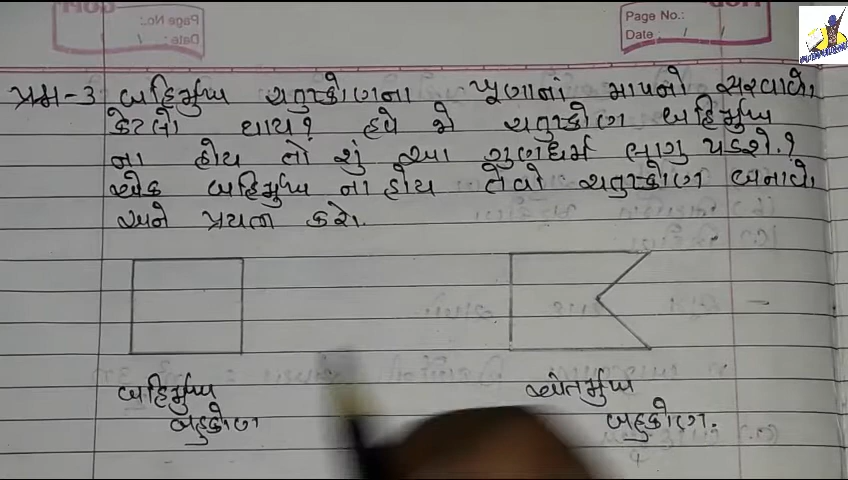 Page No.:
Date : / /
પ્રશ્ન-3 બહિર્મુખ ચતુષ્કોણના ખૂણાનાં માપનો સરવાળો
કેટલો થાય? હવે જો ચતુષ્કોણ બહિર્મુખ
ના હોય તો શું આ ગુણધર્મ લાગુ પડશે.?
એક બહિર્મુખ ના હોય તેવો ચતુષ્કોણ બનાવો
અને પ્રયત્ન કરો.
બહિર્મુખ
બહુકોણ
અંતર્મુખ
બહુકોણ.